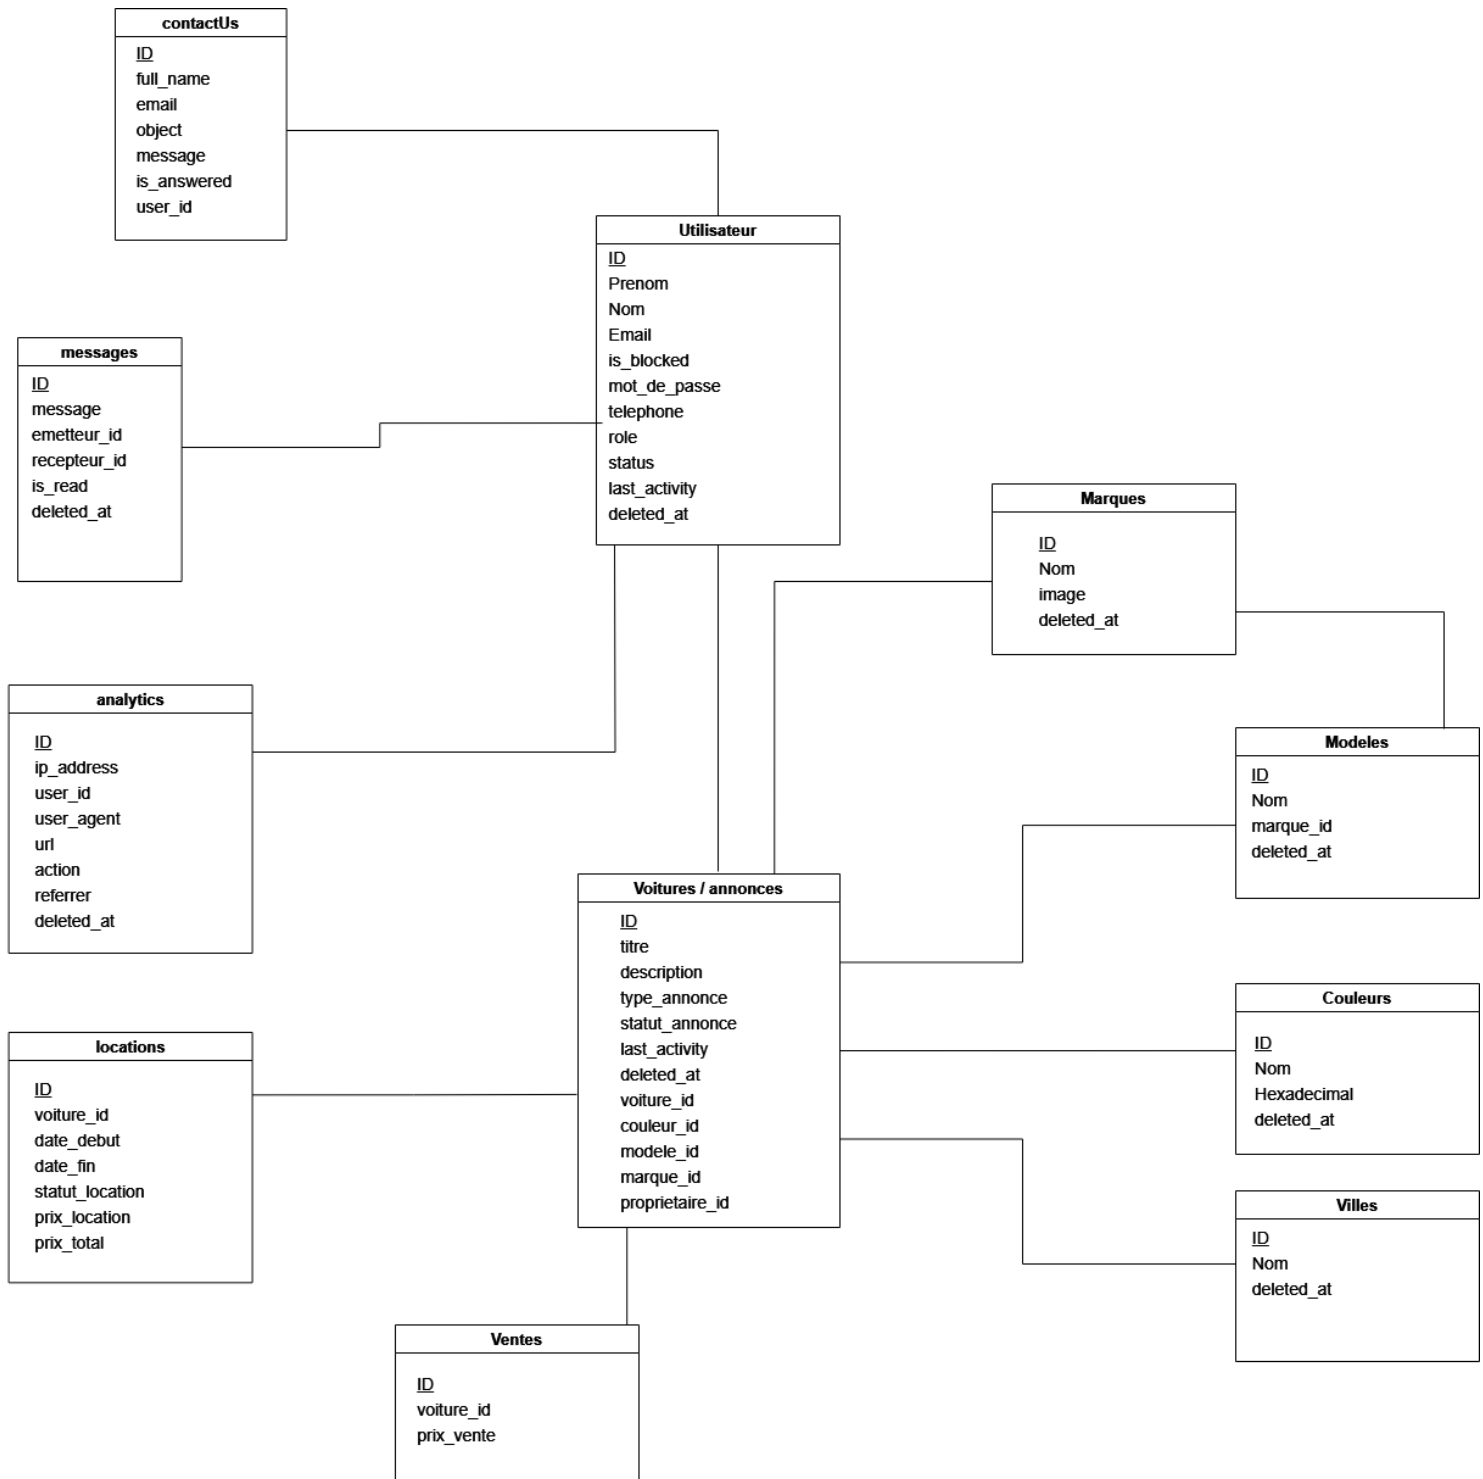 contactUs
ID
full_name
email
object
message
is_answered
user_id
Utilisateur
ID
Prenom
Nom
Email
is_blocked
mot_de_passe
telephone
role
status
last_activity
deleted_at
messages
ID
message
emetteur_id
recepteur_id
is_read
deleted_at
Marques
ID
Nom
image
deleted_at
analytics
ID
ip_address
user_id
user_agent
url
action
referrer
deleted_at
Modeles
ID
Nom
marque_id
deleted_at
Voitures / annonces
ID
titre
description
type_annonce
statut_annonce
last_activity
deleted_at
voiture_id
couleur_id
modele_id
marque_id
proprietaire_id
Couleurs
ID
Nom
Hexadecimal
deleted_at
locations
ID
voiture_id
date_debut
date_fin
statut_location
prix_location
prix_total
Villes
ID
Nom
deleted_at
Ventes
ID
voiture_id
prix_vente